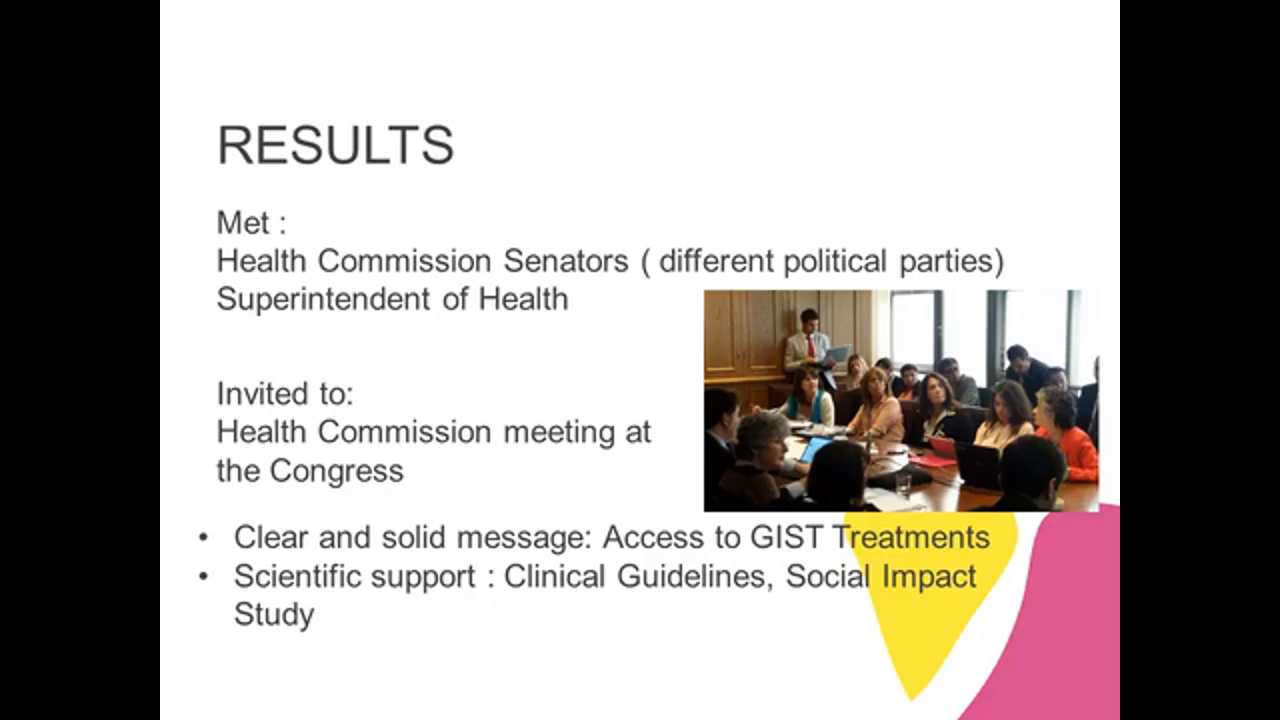 RESULTS
Met :
Health Commission Senators ( different political parties)
Superintendent of Health
Invited to:
Health Commission meeting at
the Congress
• Clear and solid message: Access to GIST Treatments
• Scientific support : Clinical Guidelines, Social Impact
Study